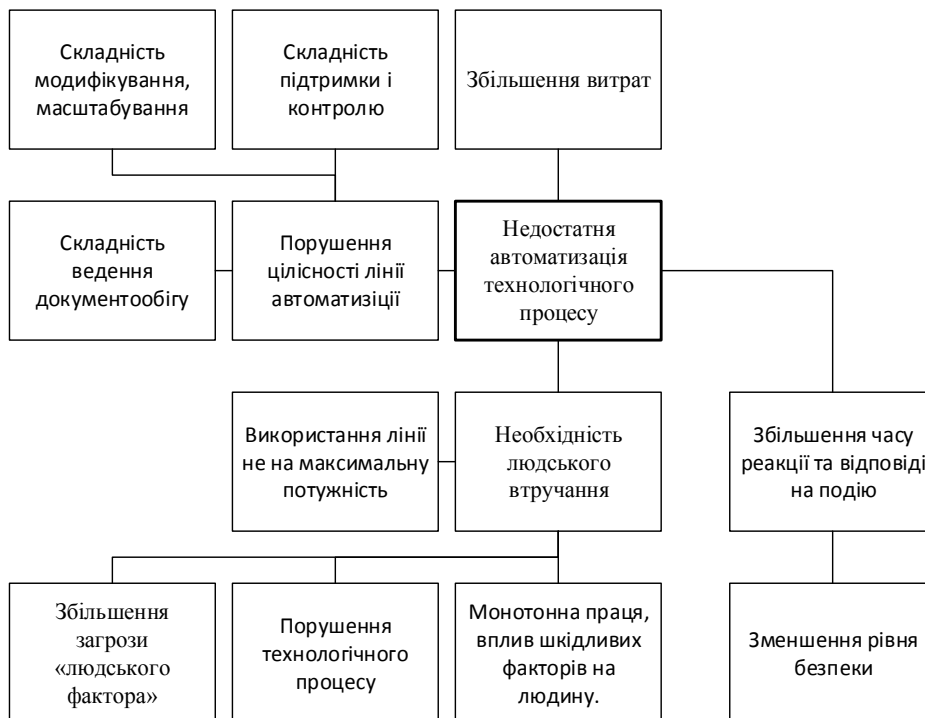 Складність
модифікування,
масштабування
Складність
підтримки і
контролю
Збільшення витрат
Складність
ведення
документообігу
Порушення
цілісності лінії
автоматизіції
Недостатня
автоматизація
технологічного
процесу
Використання лінії
не на максимальну
потужність
Необхідність
людського
втручання
Збільшення часу
реакції та відповіді
на подію
Збільшення
загрози
«людського
фактора»
Порушення
технологічного
процесу
Монотонна праця,
вплив шкідливих
факторів на
людину.
Зменшення рівня
безпеки